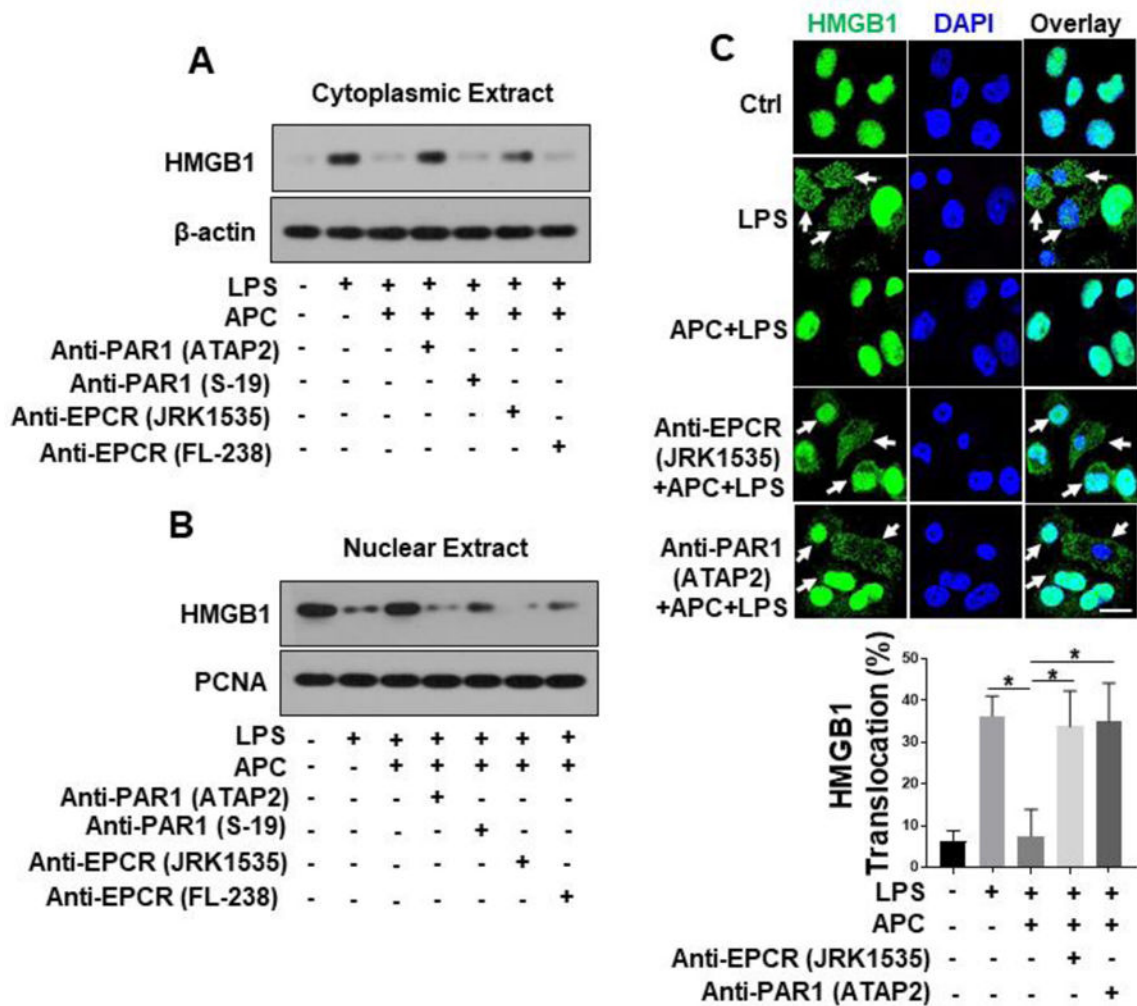 A
Cytoplasmic Extract
HMGB1
β-actin
LPS - + + + + + +
APC - - + + + + +
Anti-PAR1 (ATAP2) - - - + - - -
Anti-PAR1 (S-19) - - - - + - -
Anti-EPCR (JRK1535) - - - - - + -
Anti-EPCR (FL-238) - - - - - - +
B
Nuclear Extract
HMGB1
PCNA
LPS - + + + + + +
APC - - + + + + +
Anti-PAR1 (ATAP2) - - - + - - -
Anti-PAR1 (S-19) - - - - + - -
Anti-EPCR (JRK1535) - - - - - + -
Anti-EPCR (FL-238) - - - - - - +
C
HMGB1 DAPI Overlay
Ctrl
LPS
APC+LPS
Anti-EPCR
(JRK1535)
+APC+LPS
Anti-PAR1
(ATAP2)
+APC+LPS
HMGB1
Translocation (%)
50
40
30
20
10
0
* * *
LPS - + + + +
APC - - + + +
Anti-EPCR (JRK1535) - - - + -
Anti-PAR1 (ATAP2) - - - - +